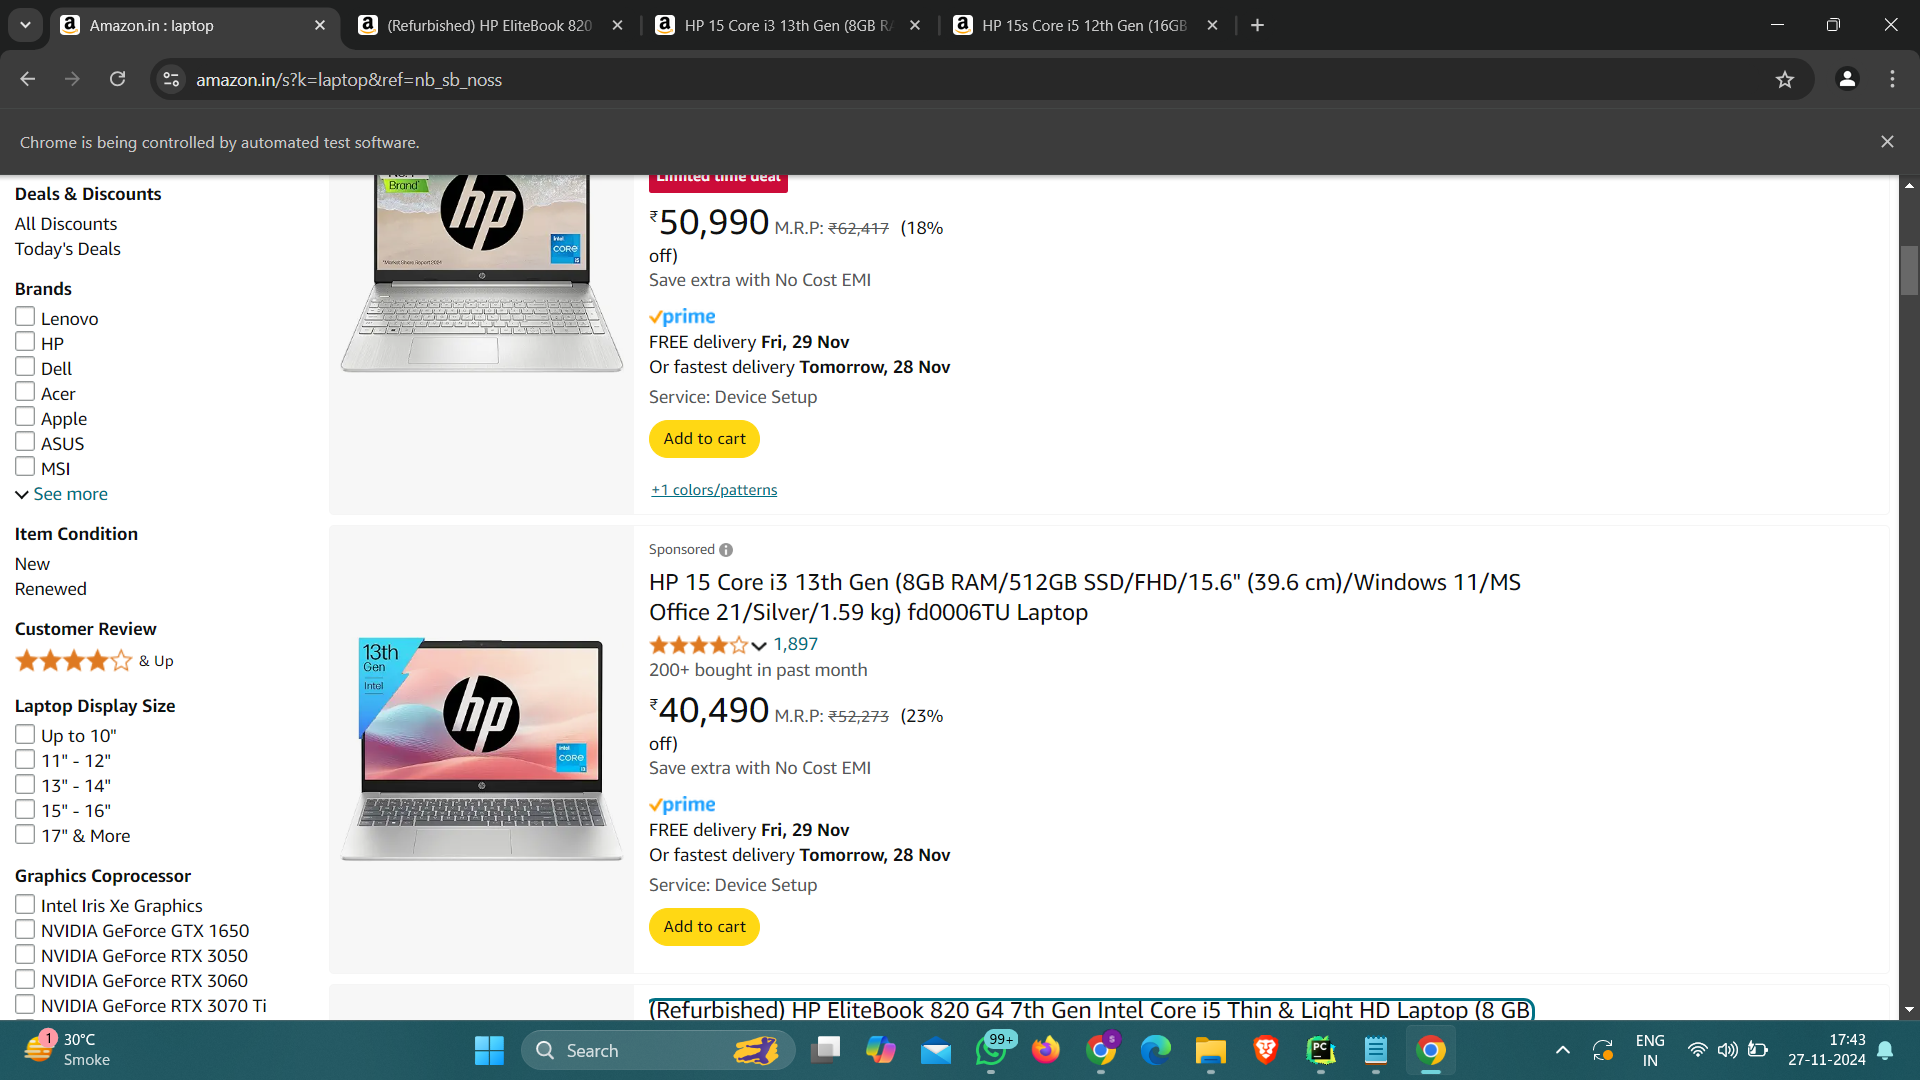 Amazon.in : laptop
(Refurbished) HP EliteBook 820
HP 15 Core i3 13th Gen (8GB RA
HP 15s Core i5 12th Gen (16GB
amazon.in/s?k=laptop&ref=nb_sb_noss
Chrome is being controlled by automated test software.
Deals & Discounts
All Discounts
Today's Deals
Brands
Lenovo
HP
Dell
Acer
Apple
ASUS
MSI
See more
Item Condition
New
Renewed
Customer Review
& Up
Laptop Display Size
Up to 10"
11" - 12"
13" - 14"
15" - 16"
17" & More
Graphics Coprocessor
Intel Iris Xe Graphics
NVIDIA GeForce GTX 1650
NVIDIA GeForce RTX 3050
NVIDIA GeForce RTX 3060
NVIDIA GeForce RTX 3070 Ti
Brand
hp
intel
CORE
i5
Limited time deal
₹50,990 M.R.P: ₹62,417 (18%
off)
Save extra with No Cost EMI
prime
FREE delivery Fri, 29 Nov
Or fastest delivery Tomorrow, 28 Nov
Service: Device Setup
Add to cart
+1 colors/patterns
13th
Gen
Intel
hp
intel
CORE
i3
Sponsored
HP 15 Core i3 13th Gen (8GB RAM/512GB SSD/FHD/15.6" (39.6 cm)/Windows 11/MS
Office 21/Silver/1.59 kg) fd0006TU Laptop
1,897
200+ bought in past month
₹40,490 M.R.P: ₹52,273 (23%
off)
Save extra with No Cost EMI
prime
FREE delivery Fri, 29 Nov
Or fastest delivery Tomorrow, 28 Nov
Service: Device Setup
Add to cart
(Refurbished) HP EliteBook 820 G4 7th Gen Intel Core i5 Thin & Light HD Laptop (8 GB
1
30°C
Smoke
Search
99+
S
PC
ENG
IN
17:43
27-11-2024